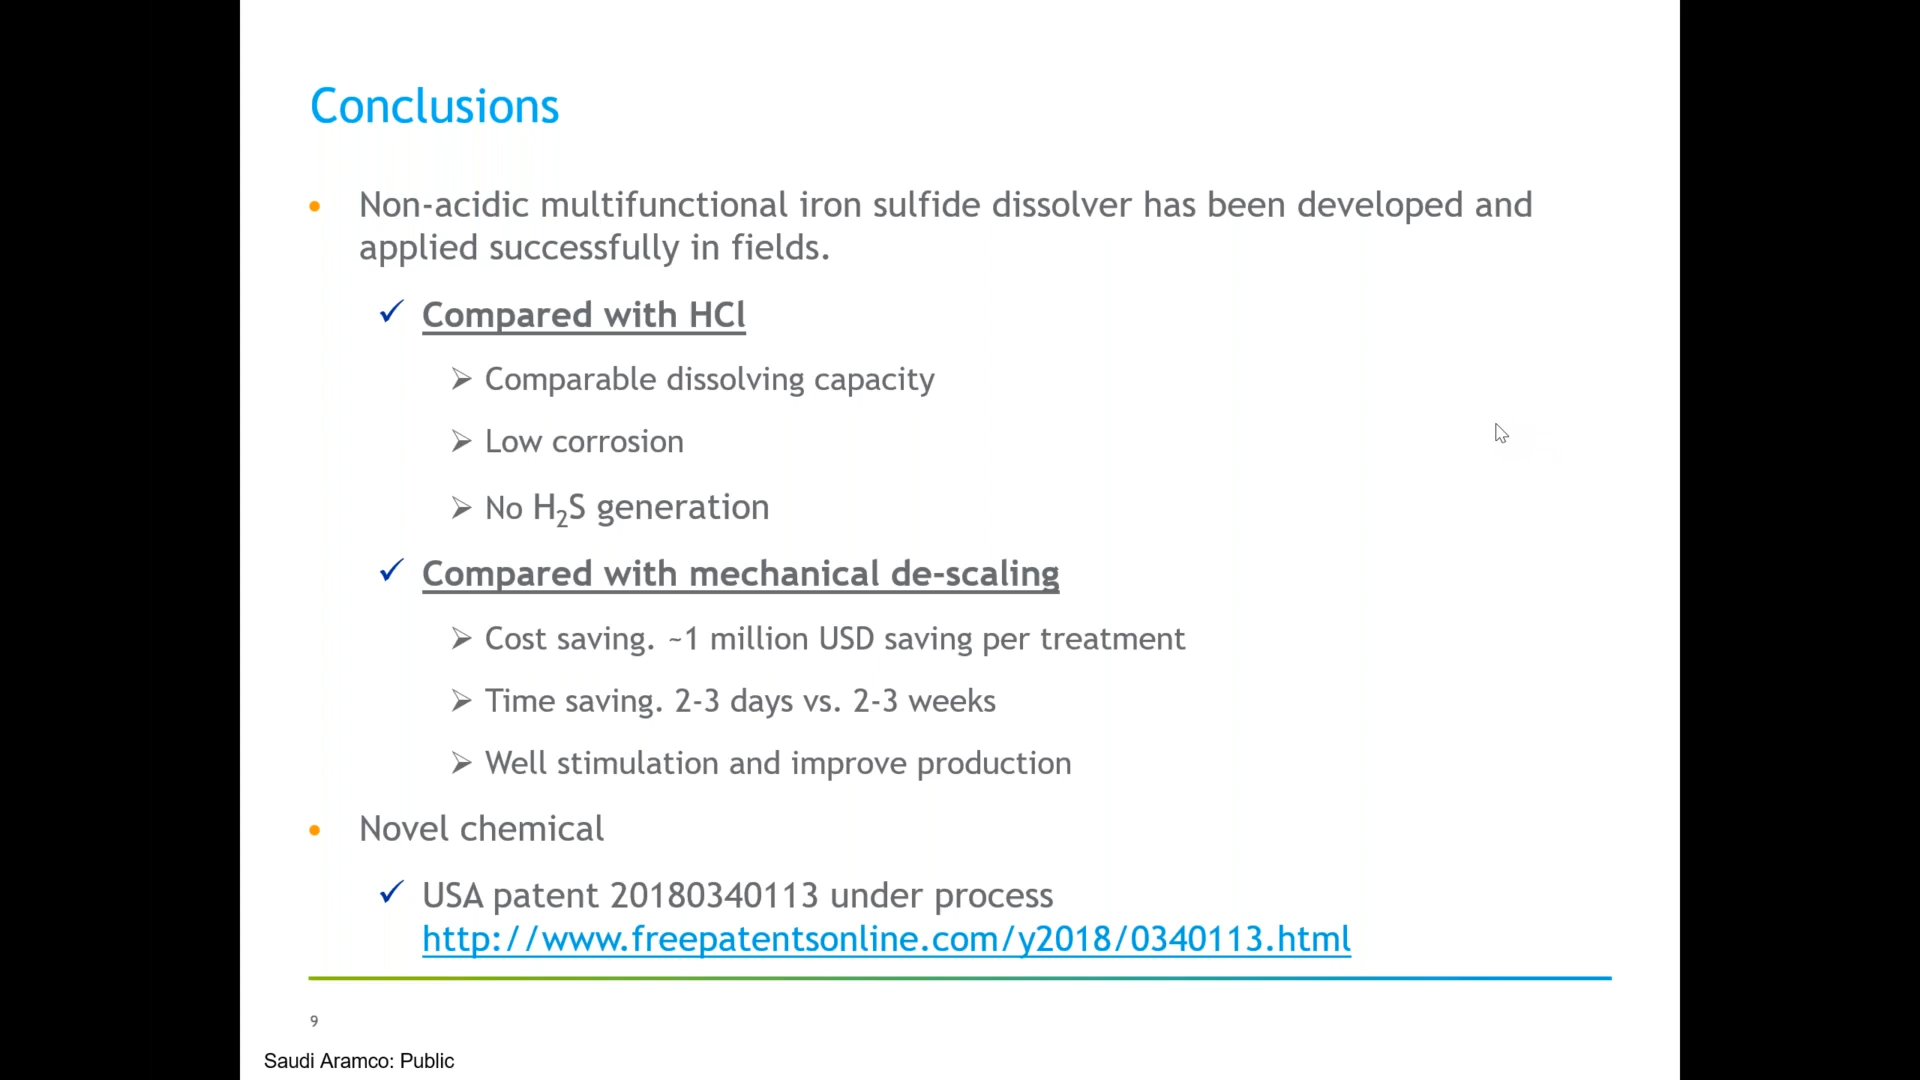 Conclusions
• Non-acidic multifunctional iron sulfide dissolver has been developed and
applied successfully in fields.
✓ Compared with HCl
➢ Comparable dissolving capacity
➢ Low corrosion
➢ No H₂S generation
✓ Compared with mechanical de-scaling
➢ Cost saving. ~1 million USD saving per treatment
➢ Time saving. 2-3 days vs. 2-3 weeks
➢ Well stimulation and improve production
• Novel chemical
✓ USA patent 20180340113 under process
http://www.freepatentsonline.com/y2018/0340113.html
9
Saudi Aramco: Public